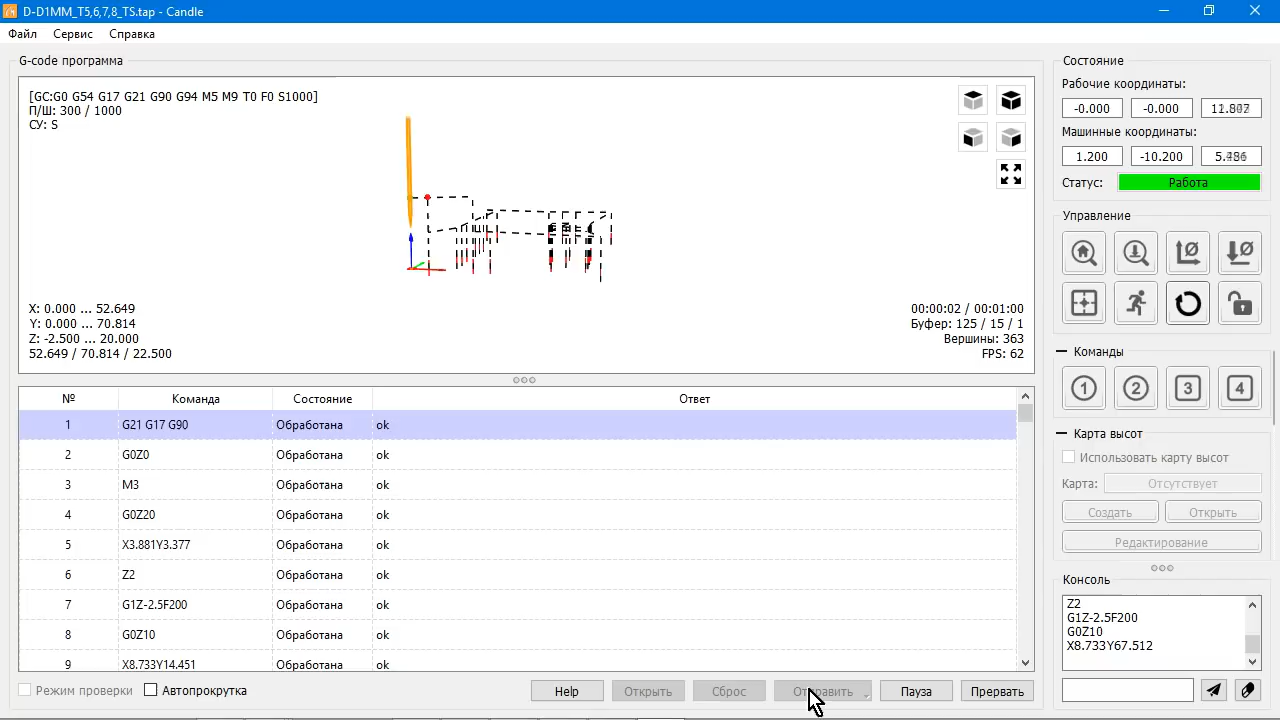 D-D1MM_T5,6,7,8_TS.tap - Candle
Файл Сервис Справка
G-code программа
[GC:G0 G54 G17 G21 G90 G94 M5 M9 T0 F0 S1000]
П/Ш: 300 / 1000
СУ: S
X: 0.000 ... 52.649
Y: 0.000 ... 70.814
Z: -2.500 ... 20.000
52.649 / 70.814 / 22.500
00:00:02 / 00:01:00
Буфер: 125 / 15 / 1
Вершины: 363
FPS: 62
№ Команда Состояние Ответ
1 G21 G17 G90 Обработана ok
2 G0Z0 Обработана ok
3 M3 Обработана ok
4 G0Z20 Обработана ok
5 X3.881Y3.377 Обработана ok
6 Z2 Обработана ok
7 G1Z-2.5F200 Обработана ok
8 G0Z10 Обработана ok
9 X8.733Y14.451 Обработана ok
Режим проверки Автопрокрутка Help Открыть Сброс Отправить Пауза Прервать
Состояние
Рабочие координаты:
-0.000 -0.000
Машинные координаты:
1.200 -10.200
Статус: Работа
Управление
Команды
1 2 3 4
Карта высот
Использовать карту высот
Карта: Отсутствует
Создать Открыть
Редактирование
Консоль
Z2
G1Z-2.5F200
G0Z10
X8.733Y67.512